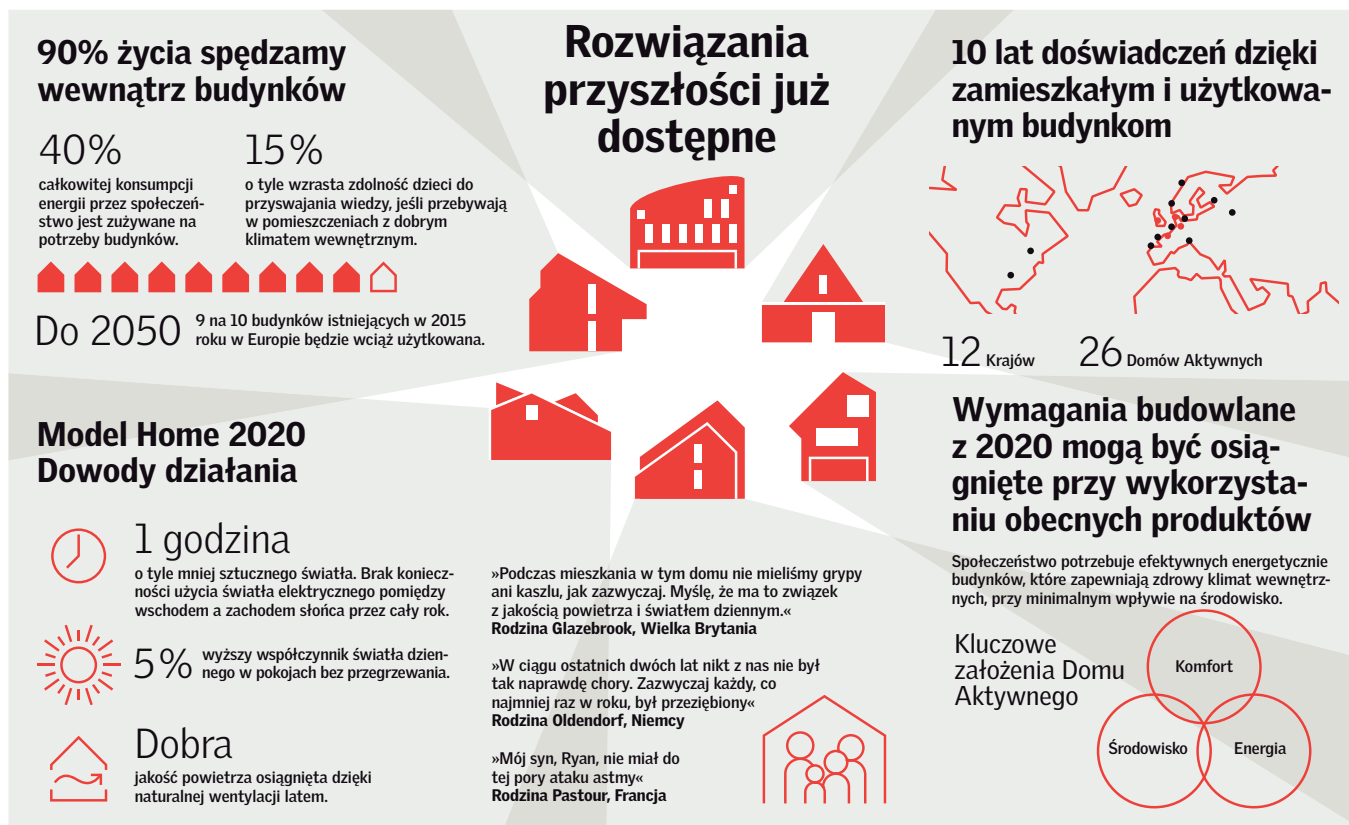 90% życia spędzamy
wewnątrz budynków
40%
całkowitej konsumpcji
energii przez społeczeń-
stwo jest zużywane na
potrzeby budynków.
15%
o tyle wzrasta zdolność dzieci do
przyswajania wiedzy, jeśli przebywają
w pomieszczeniach z dobrym
klimatem wewnętrznym.
Do 2050
9 na 10 budynków istniejących w 2015
roku w Europie będzie wciąż użytkowana.
Rozwiązania
przyszłości już
dostępne
10 lat doświadczeń dzięki
zamieszkałym i użytkowa-
nym budynkom
12 Krajów
26 Domów Aktywnych
Model Home 2020
Dowody działania
1 godzina
o tyle mniej sztucznego światła. Brak koniecz-
ności użycia światła elektrycznego pomiędzy
wschodem a zachodem słońca przez cały rok.
5%
wyższy współczynnik światła dzien-
nego w pokojach bez przegrzewania.
Dobra
jakość powietrza osiągnięta dzięki
naturalnej wentylacji latem.
»Podczas mieszkania w tym domu nie mieliśmy grypy
ani kaszlu, jak zazwyczaj. Myślę, że ma to związek
z jakością powietrza i światłem dziennym.«
Rodzina Glazebrook, Wielka Brytania
»W ciągu ostatnich dwóch lat nikt z nas nie był
tak naprawdę chory. Zazwyczaj każdy, co
najmniej raz w roku, był przeziębiony«
Rodzina Oldendorf, Niemcy
»Mój syn, Ryan, nie miał do
tej pory ataku astmy«
Rodzina Pastour, Francja
Wymagania budowlane
z 2020 mogą być osią-
gnięte przy wykorzysta-
niu obecnych produktów
Społeczeństwo potrzebuje efektywnych energetycznie
budynków, które zapewniają zdrowy klimat wewnętrz-
nych, przy minimalnym wpływie na środowisko.
Kluczowe
założenia Domu
Aktywnego
Komfort
Środowisko
Energia